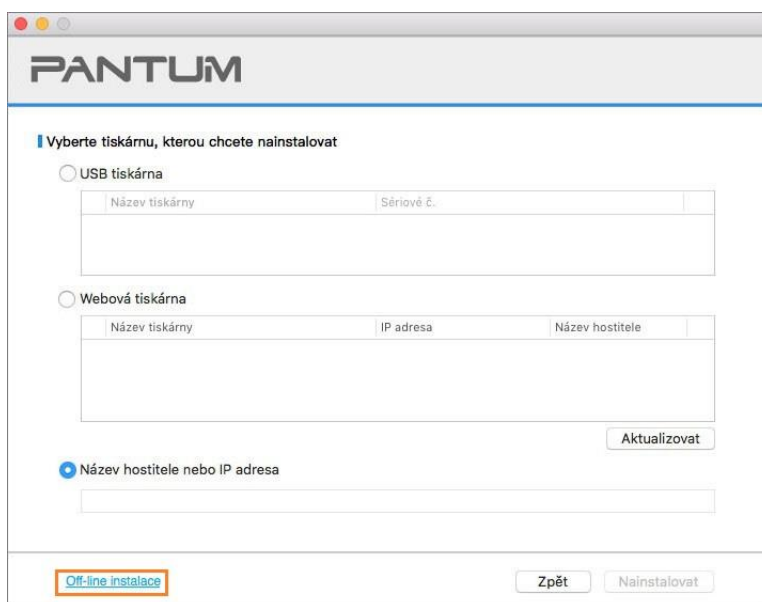 PANTUM
Vyberte tiskárnu, kterou chcete nainstalovat
USB tiskárna
Název tiskárny Sériové č.
Webová tiskárna
Název tiskárny IP adresa Název hostitele
Aktualizovat
Název hostitele nebo IP adresa
Off-line instalace Zpět Nainstalovat